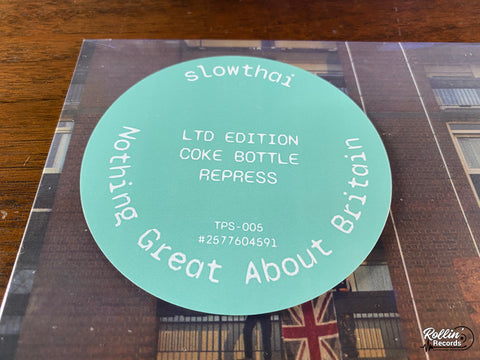 slowthai
LTD EDITION
COKE BOTTLE
REPRESS
TPS-005
#2577604591
Nothing Great About Britain
Rollin'
Records